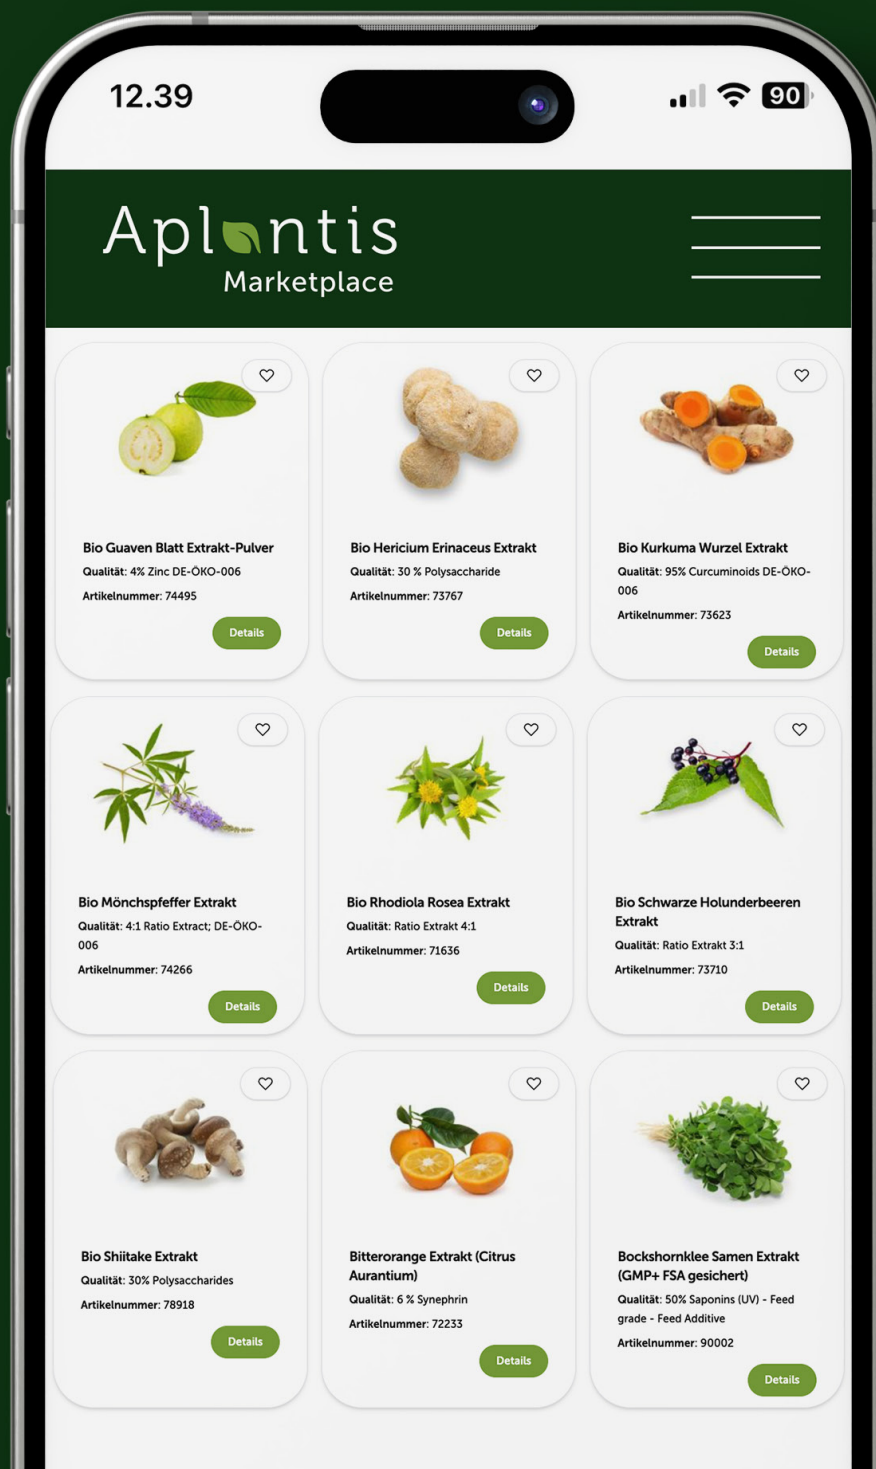 12.39
90
Aplantis
Marketplace
Bio Guaven Blatt Extrakt-Pulver
Qualität: 4% Zinc DE-ÖKO-006
Artikelnummer: 74495
Details
Bio Hericium Erinaceus Extrakt
Qualität: 30 % Polysaccharide
Artikelnummer: 73767
Details
Bio Kurkuma Wurzel Extrakt
Qualität: 95% Curcuminoids DE-ÖKO-
006
Artikelnummer: 73623
Details
Bio Mönchspfeffer Extrakt
Qualität: 4:1 Ratio Extract; DE-ÖKO-
006
Artikelnummer: 74266
Details
Bio Rhodiola Rosea Extrakt
Qualität: Ratio Extrakt 4:1
Artikelnummer: 71636
Details
Bio Schwarze Holunderbeeren
Extrakt
Qualität: Ratio Extrakt 3:1
Artikelnummer: 73710
Details
Bio Shiitake Extrakt
Qualität: 30% Polysaccharides
Artikelnummer: 78918
Details
Bitterorange Extrakt (Citrus
Aurantium)
Qualität: 6 % Synephrin
Artikelnummer: 72233
Details
Bockshornklee Samen Extrakt
(GMP+ FSA gesichert)
Qualität: 50% Saponins (UV) - Feed
grade - Feed Additive
Artikelnummer: 90002
Details